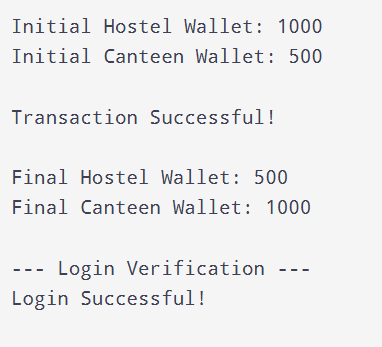 Initial Hostel Wallet: 1000
Initial Canteen Wallet: 500
Transaction Successful!
Final Hostel Wallet: 500
Final Canteen Wallet: 1000
--- Login Verification ---
Login Successful!